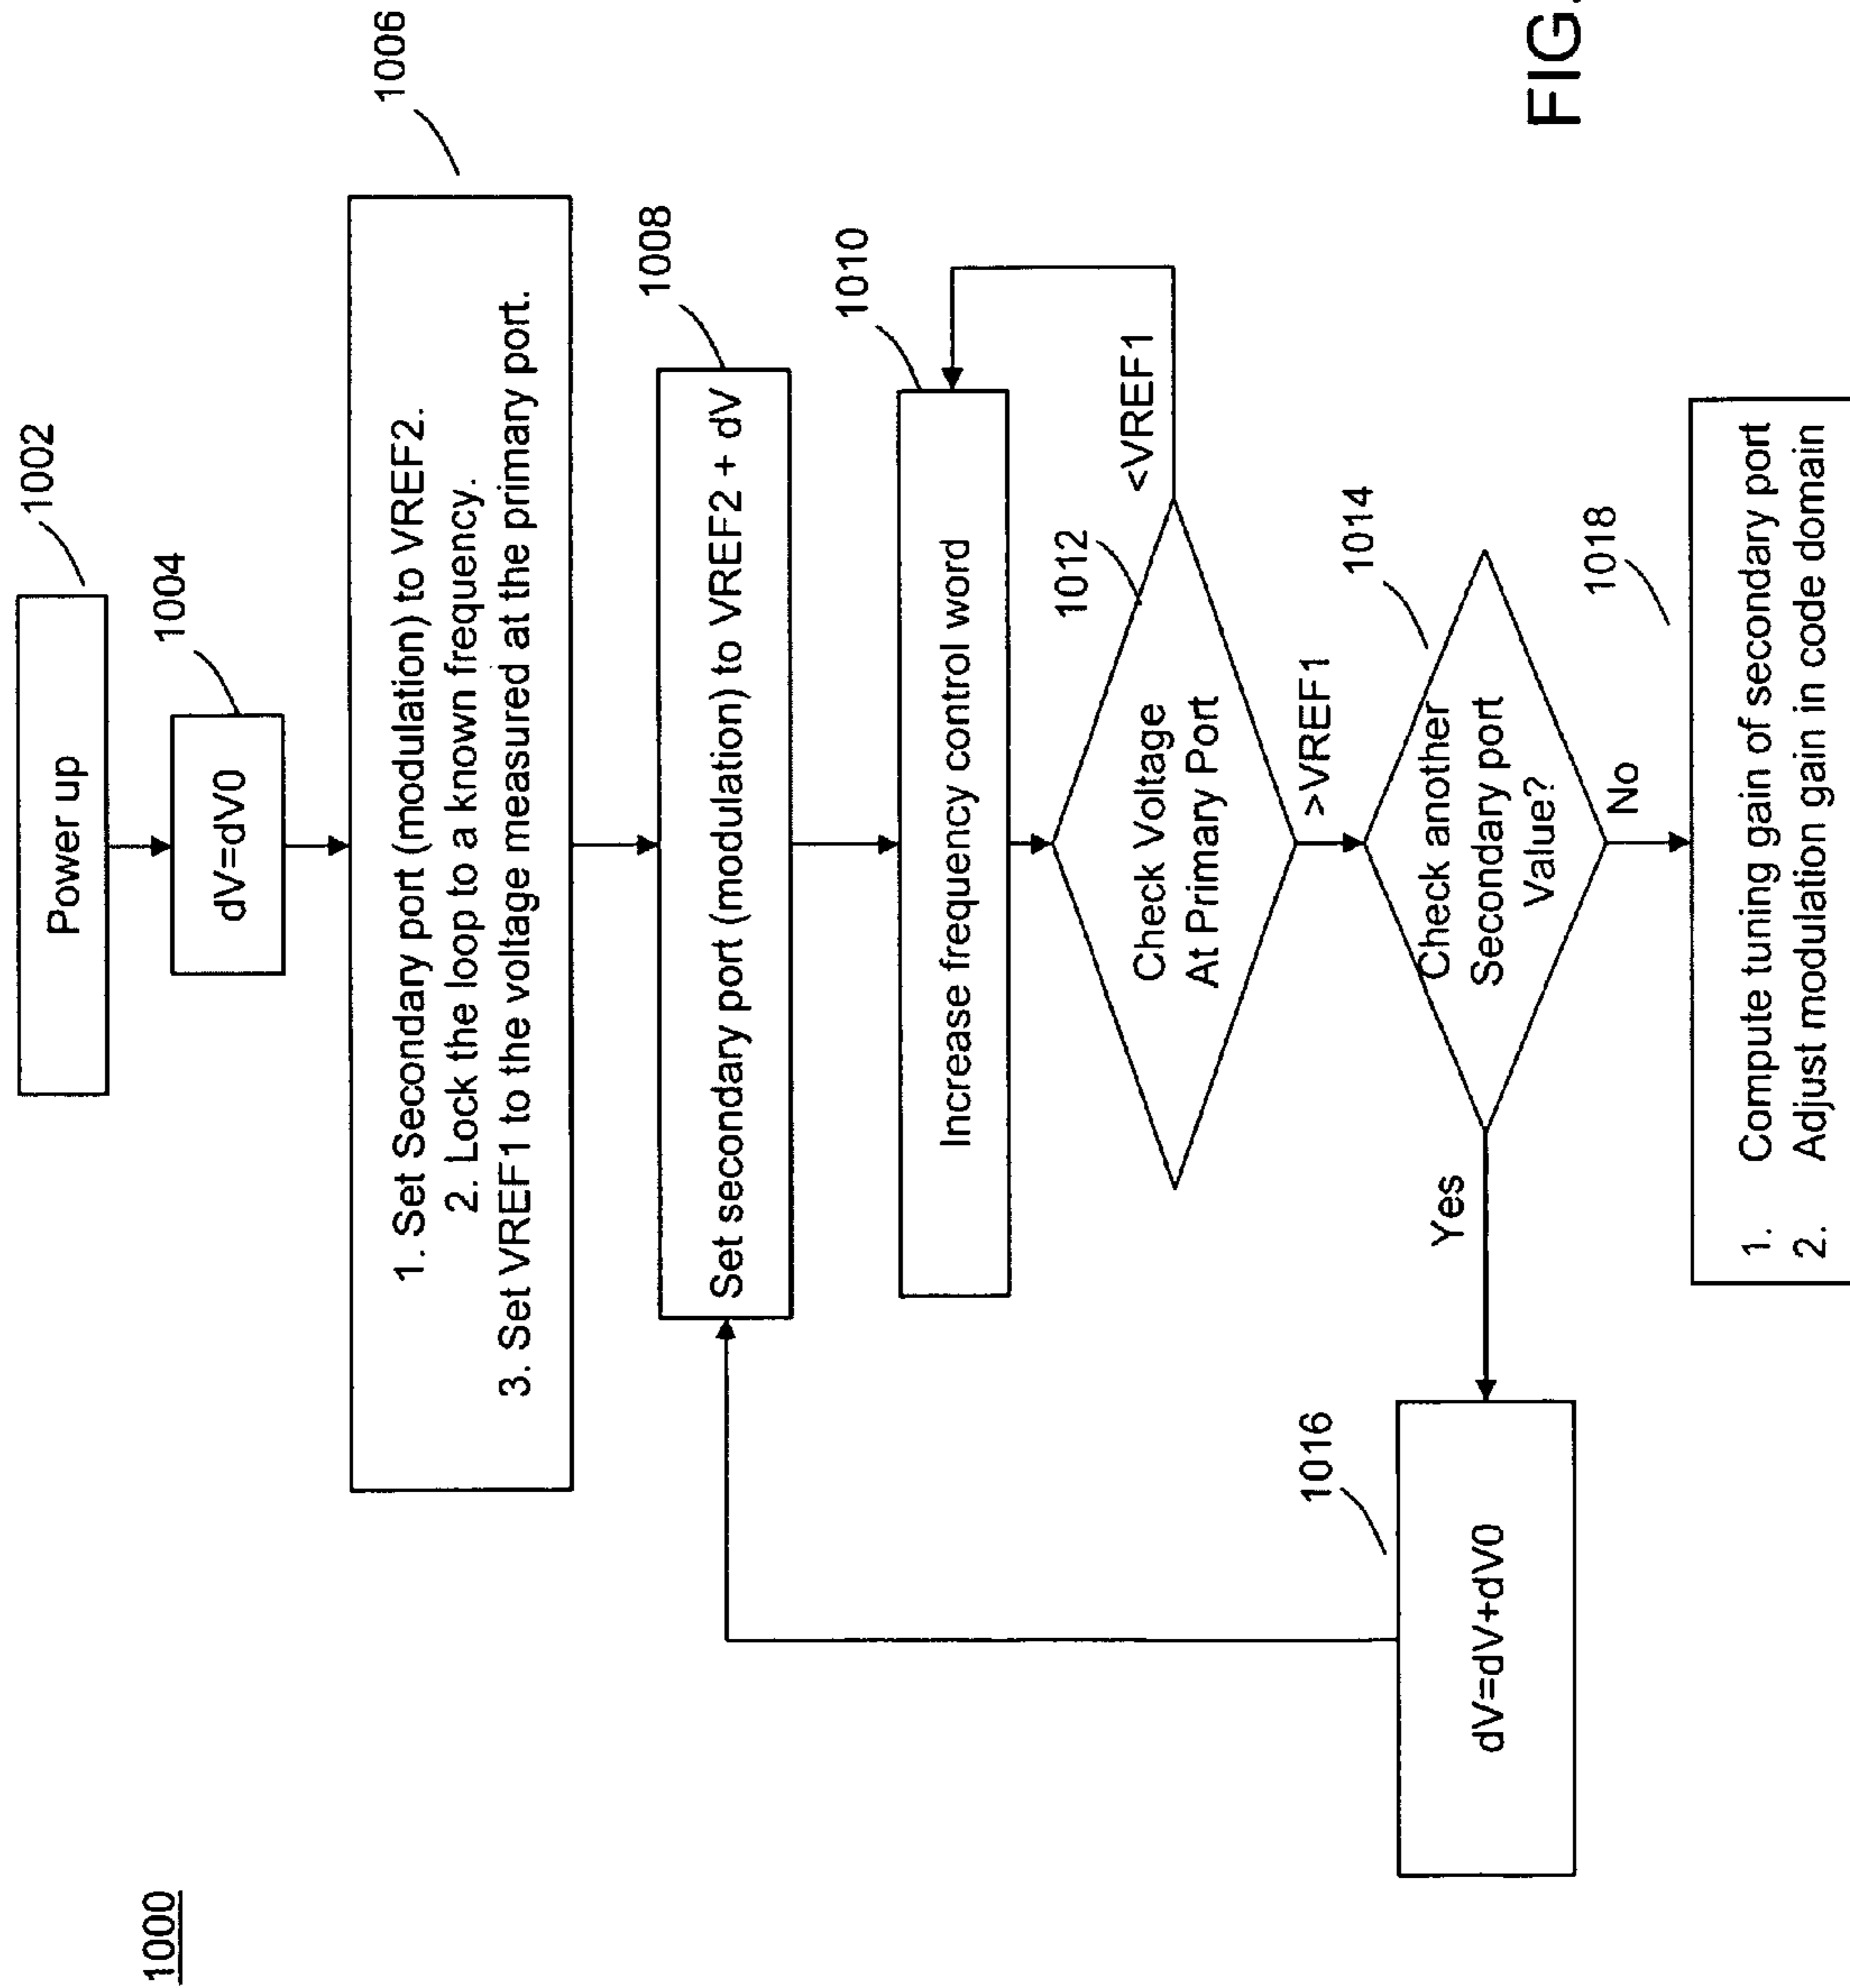 1000
Power up
1002
dV=dV0
1004
1. Set Secondary port (modulation) to VREF2.
2. Lock the loop to a known frequency.
3. Set VREF1 to the voltage measured at the primary port.
1006
Set secondary port (modulation) to VREF2 + dV
1008
Increase frequency control word
1010
Check Voltage
At Primary Port
1012
<VREF1
>VREF1
Check another
Secondary port
Value?
1014
Yes
No
dV=dV+dV0
1016
1. Compute tuning gain of secondary port
2. Adjust modulation gain in code domain
1018
FIG.